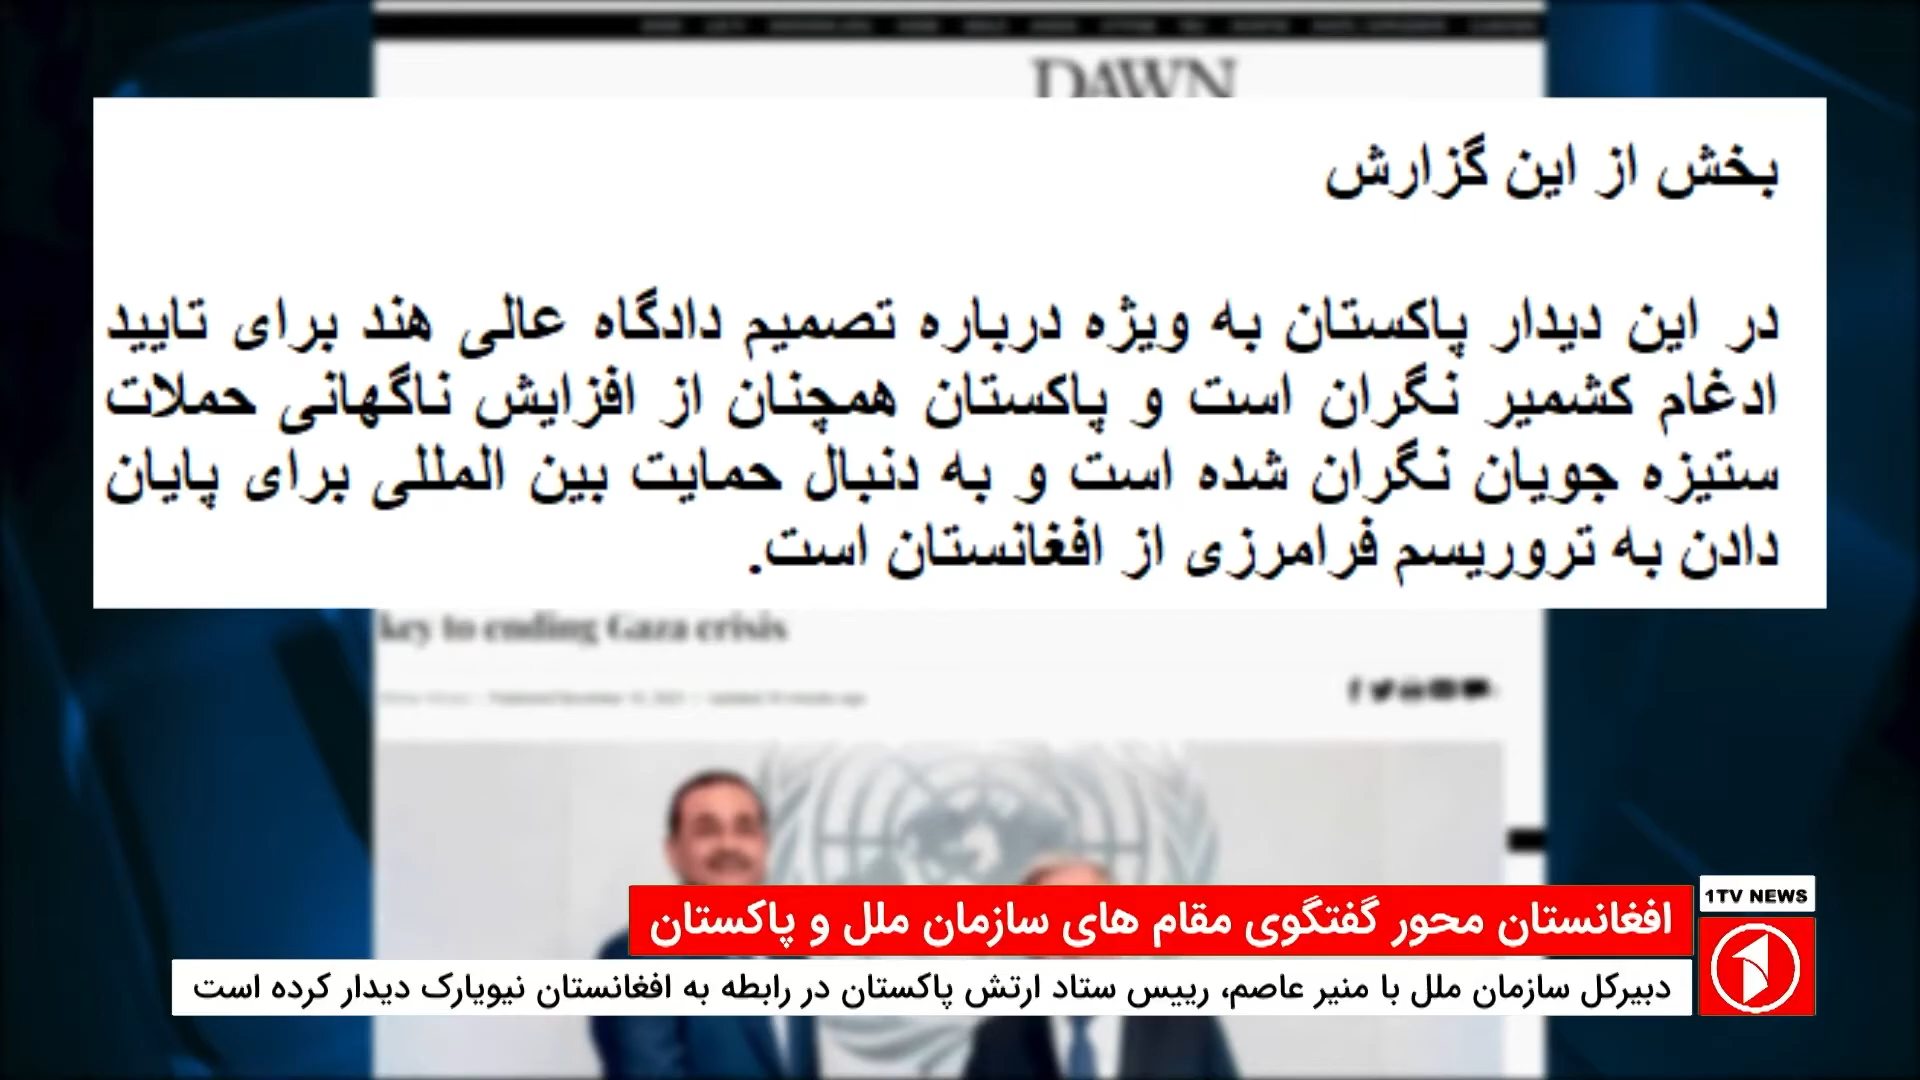 DAWN
بخش از این گزارش
در این دیدار پاکستان به ویژه درباره تصمیم دادگاه عالی هند برای تایید
ادغام کشمیر نگران است و پاکستان همچنان از افزایش ناگهانی حملات
ستیزه جویان نگران شده است و به دنبال حمایت بین المللی برای پایان
دادن به تروریسم فرامرزی از افغانستان است.
key to ending Gaza crisis
1TV NEWS
افغانستان محور گفتگوی مقام های سازمان ملل و پاکستان
دبیرکل سازمان ملل با منیر عاصم، رییس ستاد ارتش پاکستان در رابطه به افغانستان نیویارک دیدار کرده است